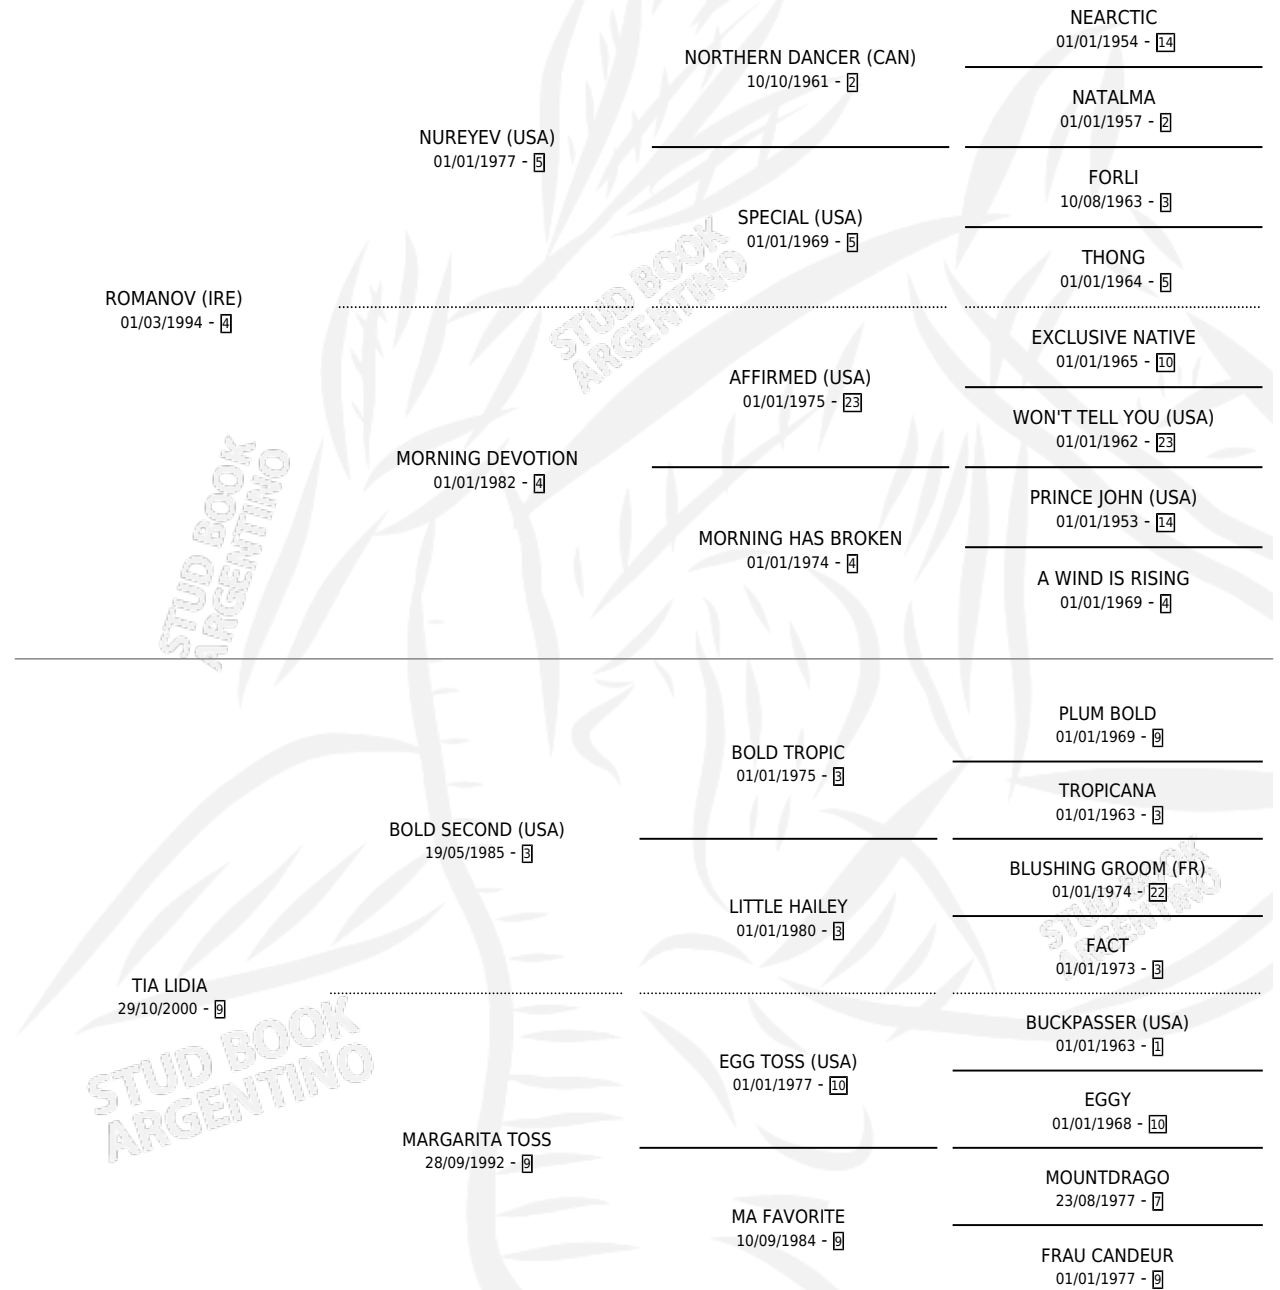 NEARCTIC
01/01/1954 - 14
NORTHERN DANCER (CAN)
10/10/1961 - 2
NATALMA
01/01/1957 - 2
NUREYEV (USA)
01/01/1977 - 5
FORLI
10/08/1963 - 3
SPECIAL (USA)
01/01/1969 - 5
THONG
01/01/1964 - 5
ROMANOV (IRE)
01/03/1994 - 4
EXCLUSIVE NATIVE
01/01/1965 - 10
AFFIRMED (USA)
01/01/1975 - 23
WON'T TELL YOU (USA)
01/01/1962 - 23
MORNING DEVOTION
01/01/1982 - 4
PRINCE JOHN (USA)
01/01/1953 - 14
MORNING HAS BROKEN
01/01/1974 - 4
A WIND IS RISING
01/01/1969 - 4
PLUM BOLD
01/01/1969 - 9
BOLD TROPIC
01/01/1975 - 3
TROPICANA
01/01/1963 - 3
BOLD SECOND (USA)
19/05/1985 - 3
BLUSHING GROOM (FR)
01/01/1974 - 22
LITTLE HAILEY
01/01/1980 - 3
FACT
01/01/1973 - 3
TIA LIDIA
29/10/2000 - 9
BUCKPASSER (USA)
01/01/1963 - 1
EGG TOSS (USA)
01/01/1977 - 10
EGGY
01/01/1968 - 10
MARGARITA TOSS
28/09/1992 - 9
MOUNTDRAGO
23/08/1977 - 7
MA FAVORITE
10/09/1984 - 9
FRAU CANDEUR
01/01/1977 - 9
STUD BOOK
ARGENTINO
STUD BOOK
ARGENTINO
STUD BOOK
ARGENTINO
STUD BOOK
ARGENTINO